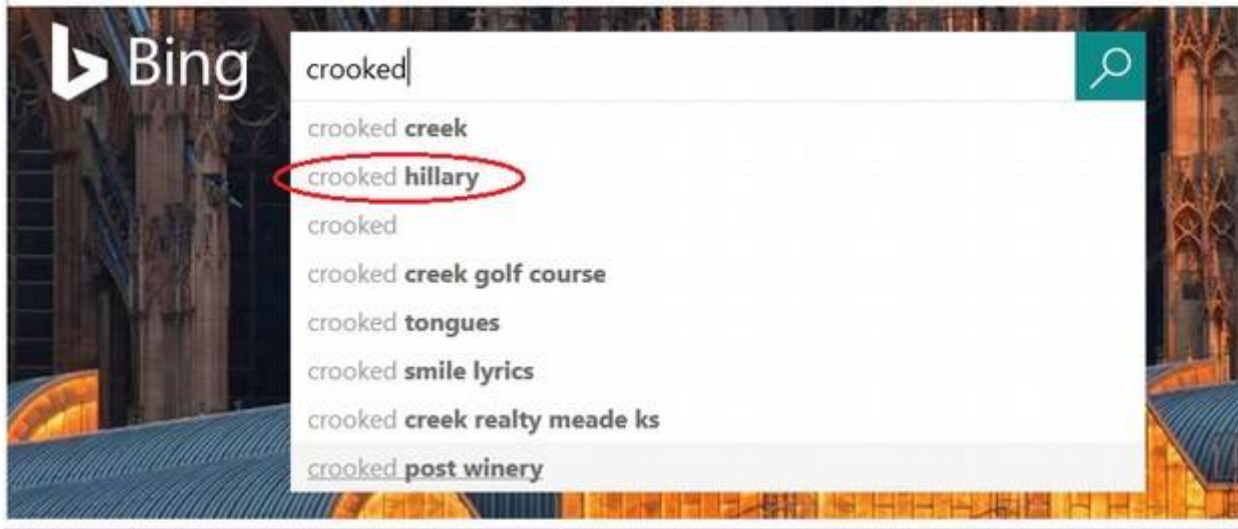 Bing
crooked
crooked creek
crooked hillary
crooked
crooked creek golf course
crooked tongues
crooked smile lyrics
crooked creek realty meade ks
crooked post winery